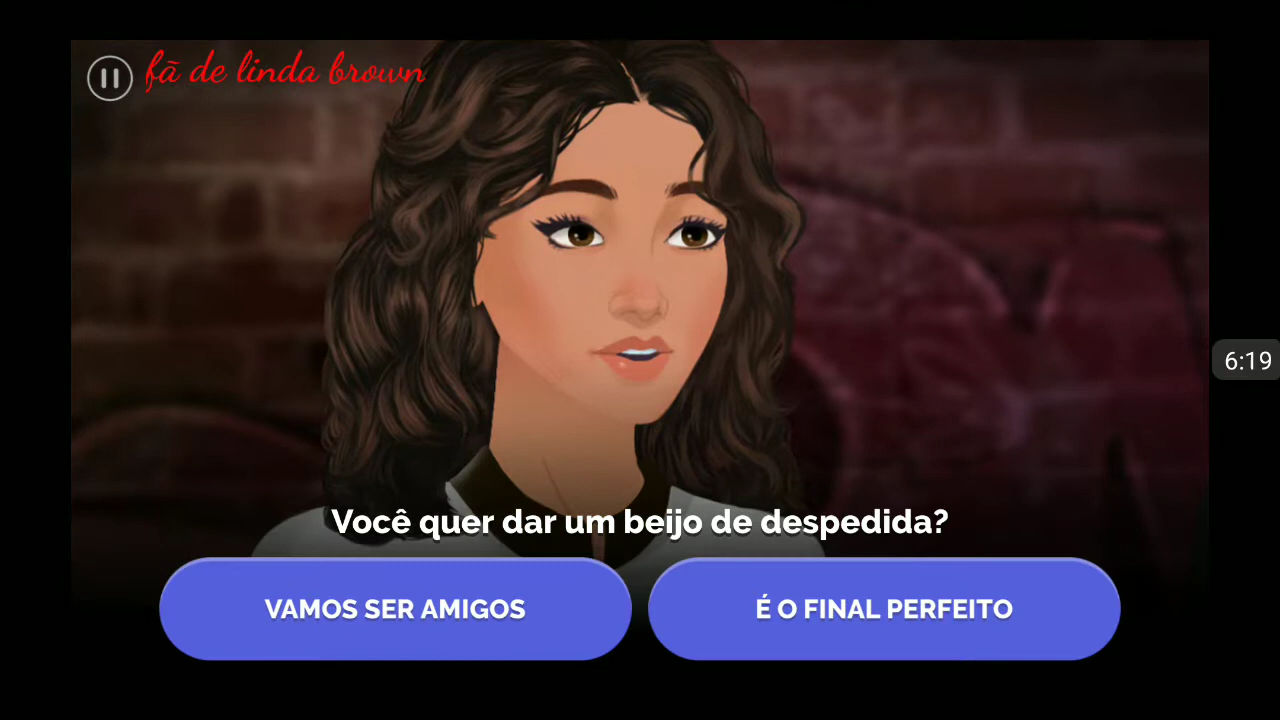 fã de linda brown
6:19
Você quer dar um beijo de despedida?
VAMOS SER AMIGOS
É O FINAL PERFEITO